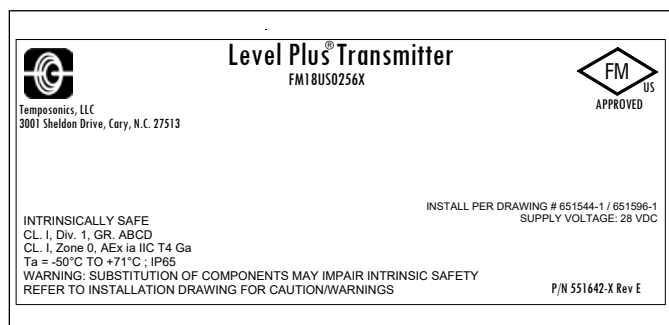 Level Plus® Transmitter
FM18US0256X
FM
US
APPROVED
Temposonics, LLC
3001 Sheldon Drive, Cary, N.C. 27513
INSTALL PER DRAWING # 651544-1 / 651596-1
SUPPLY VOLTAGE: 28 VDC
INTRINSICALLY SAFE
CL. I, Div. 1, GR. ABCD
CL. I, Zone 0, AEx ia IIC T4 Ga
Ta = -50°C TO +71°C ; IP65
WARNING: SUBSTITUTION OF COMPONENTS MAY IMPAIR INTRINSIC SAFETY
REFER TO INSTALLATION DRAWING FOR CAUTION/WARNINGS
P/N 551642-X Rev E